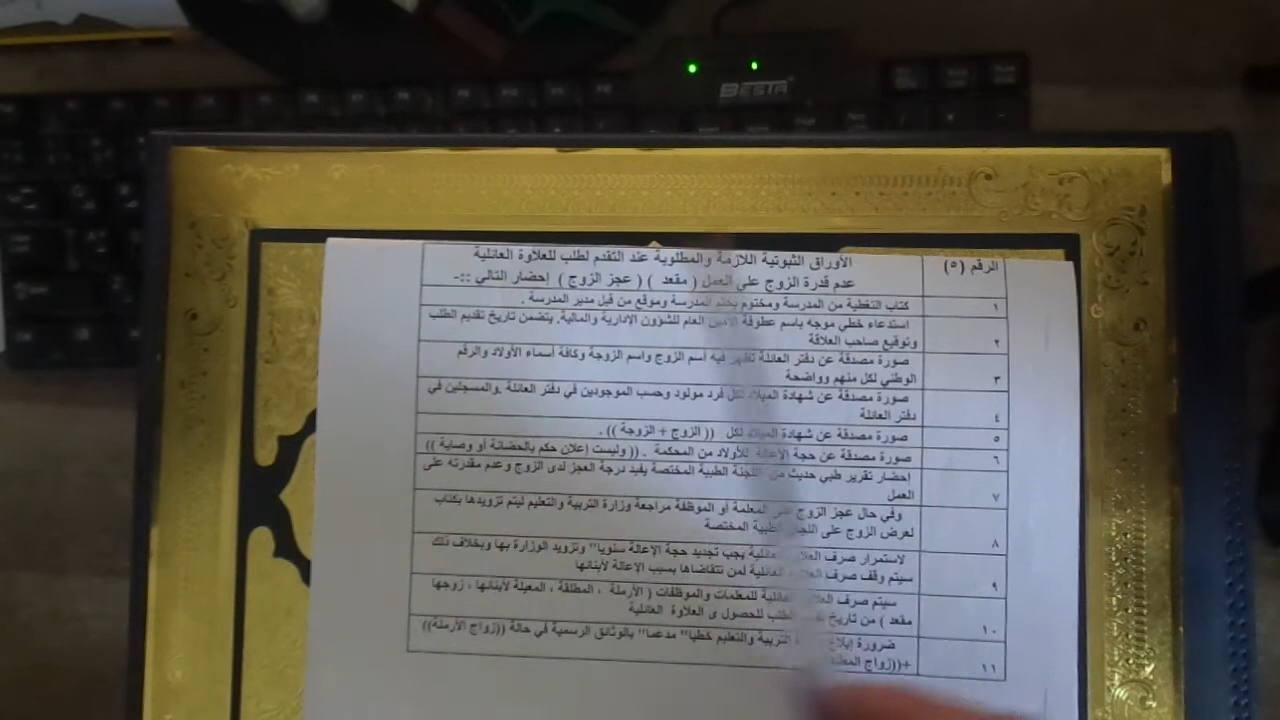 BESTA
الرقم (٥) الأوراق الثبوتية اللازمة والمطلوبة عند التقدم لطلب للعلاوة العائلية
عدم قدرة الزوج على العمل ( مقعد ) ( عجز الزوج ) إحضار التالي ::-
١ كتاب التغطية من المدرسة ومختوم بختم المدرسة وموقع من قبل مدير المدرسة .
٢ استدعاء خطي موجه باسم عطوفة الأمين العام للشؤون الإدارية والمالية. يتضمن تاريخ تقديم الطلب
وتوقيع صاحب العلاقة
٣ صورة مصدقة عن دفتر العائلة تظهر فيه اسم الزوج واسم الزوجة وكافة أسماء الأولاد والرقم
الوطني لكل منهم وواضحة
٤ صورة مصدقة عن شهادة الميلاد لكل فرد مولود وحسب الموجودين في دفتر العائلة .والمسجلين في
دفتر العائلة
٥ صورة مصدقة عن شهادة الميلاد لكل (( الزوج + الزوجة )) .
٦ صورة مصدقة عن حجة الإعالة للأولاد من المحكمة . (( وليست إعلان حكم بالحضانة أو وصاية ))
٧ إحضار تقرير طبي حديث من اللجنة الطبية المختصة يفيد درجة العجز لدى الزوج وعدم مقدرته على
العمل
٨ وفي حال عجز الزوج على المعلمة أو الموظفة مراجعة وزارة التربية والتعليم ليتم تزويدها بكتاب
لعرض الزوج على اللجنة الطبية المختصة
٩ لاستمرار صرف العلاوة العائلية يجب تجديد حجة الإعالة سنويا" وتزويد الوزارة بها وبخلاف ذلك
سيتم وقف صرف العلاوة العائلية لمن تتقاضاها بسبب الإعالة لأبنائها
١٠ سيتم صرف العلاوة العائلية للمعلمات والموظفات ( الأرملة ، المطلقة ، المعيلة لأبنائها ، زوجها
مقعد ) من تاريخ الطلب للحصول ى العلاوة العائلية
١١ ضرورة إبلاغ التربية والتعليم خطيا" مدعما" بالوثائق الرسمية في حالة ((زواج الأرملة))
+((زواج